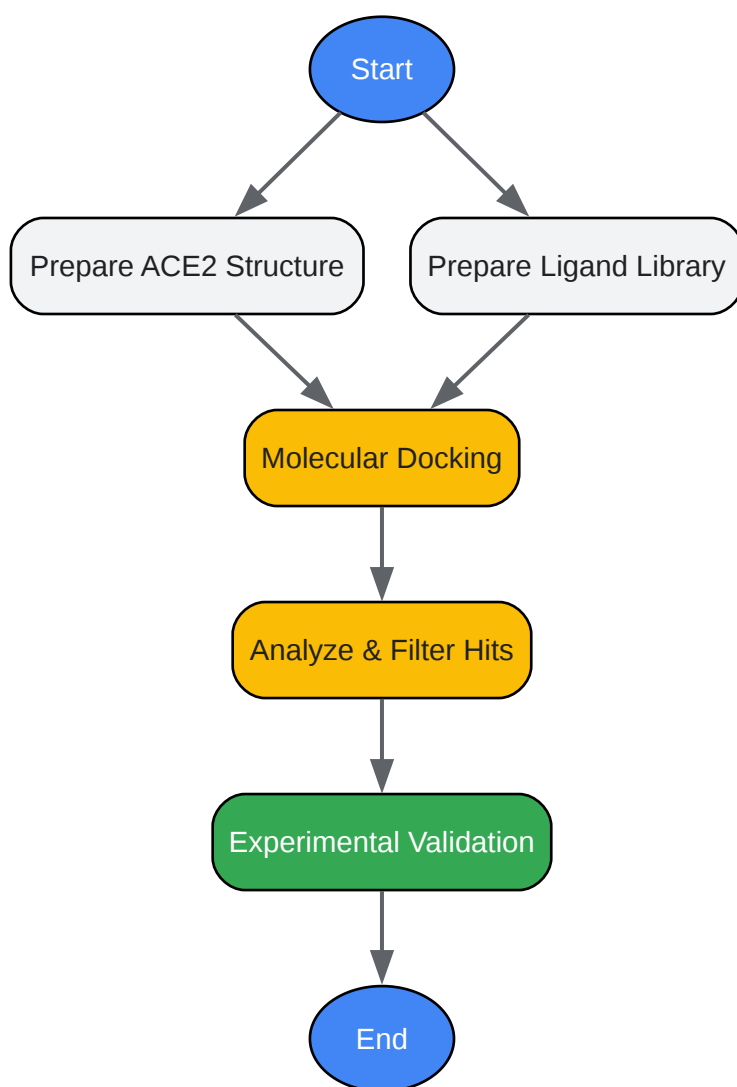 Start
Prepare ACE2 Structure
Prepare Ligand Library
Molecular Docking
Analyze & Filter Hits
Experimental Validation
End